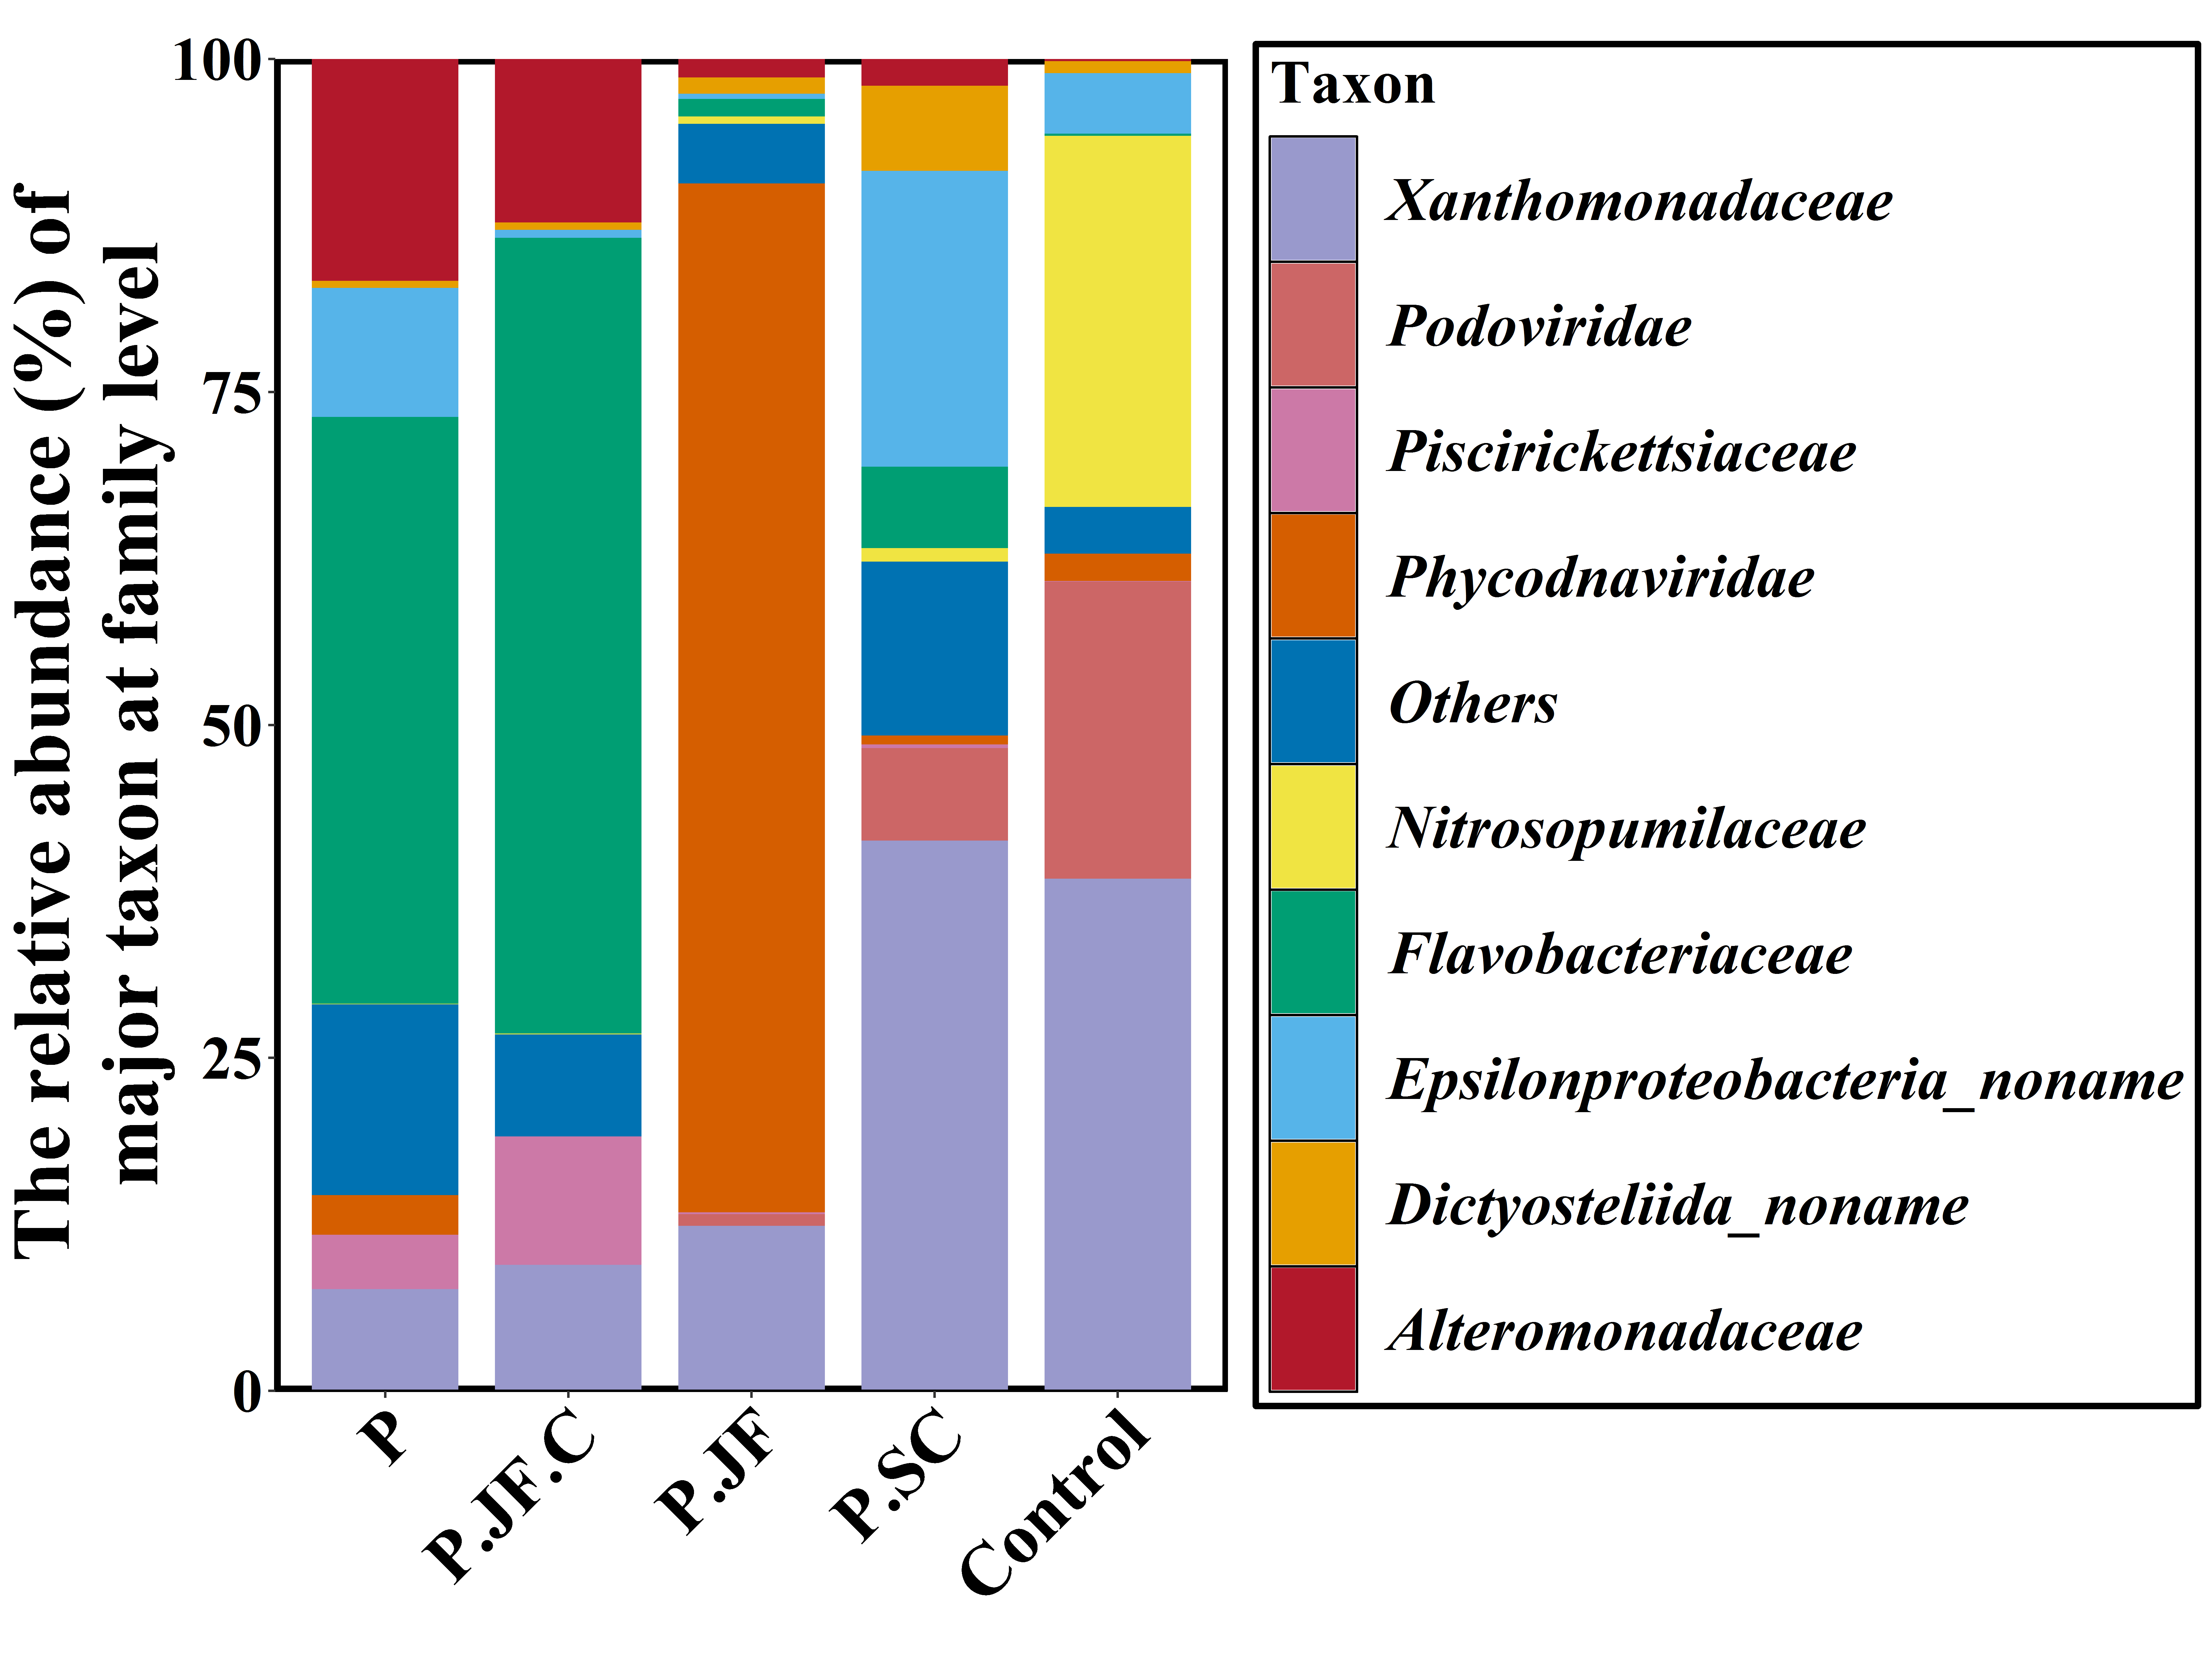 The relative abundance (%) of
major taxon at family level
100
75
50
25
0
P
P.JF.C
P.JF
P.SC
Control
Taxon
Xanthomonadaceae
Podoviridae
Piscirickettsiaceae
Phycodnaviridae
Others
Nitrosopumilaceae
Flavobacteriaceae
Epsilonproteobacteria_noname
Dictyosteliida_noname
Alteromonadaceae